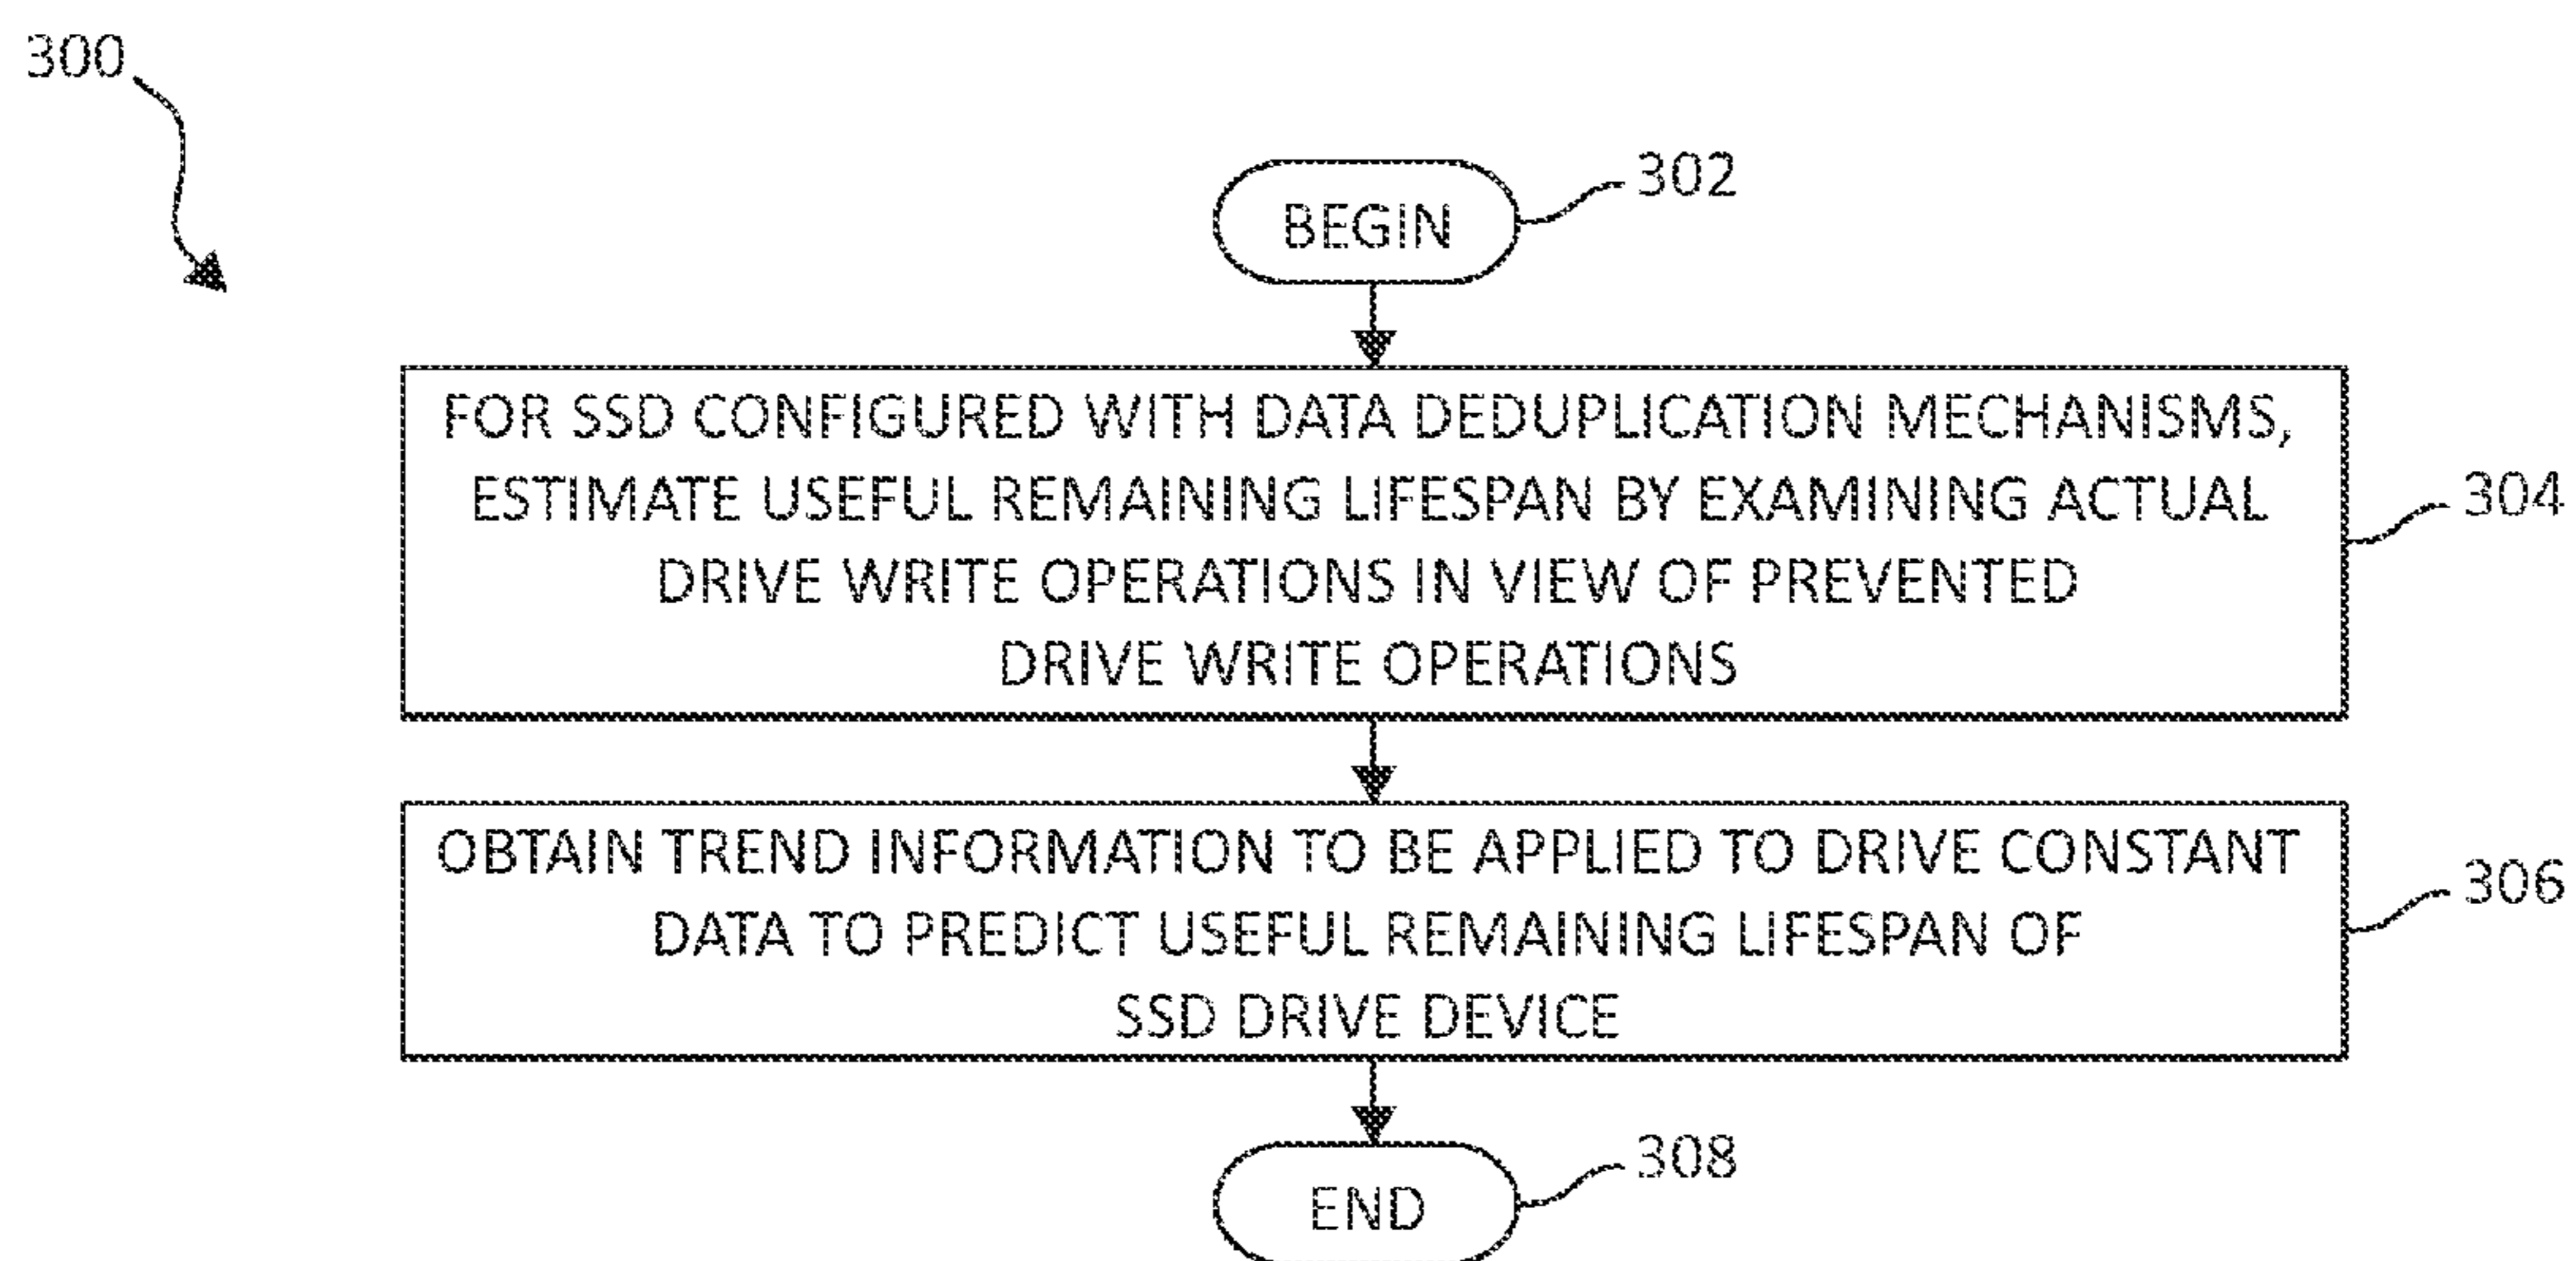 300
BEGIN
302
FOR SSD CONFIGURED WITH DATA DEDUPLICATION MECHANISMS,
ESTIMATE USEFUL REMAINING LIFESPAN BY EXAMINING ACTUAL
DRIVE WRITE OPERATIONS IN VIEW OF PREVENTED
DRIVE WRITE OPERATIONS
304
OBTAIN TREND INFORMATION TO BE APPLIED TO DRIVE CONSTANT
DATA TO PREDICT USEFUL REMAINING LIFESPAN OF
SSD DRIVE DEVICE
306
END
308